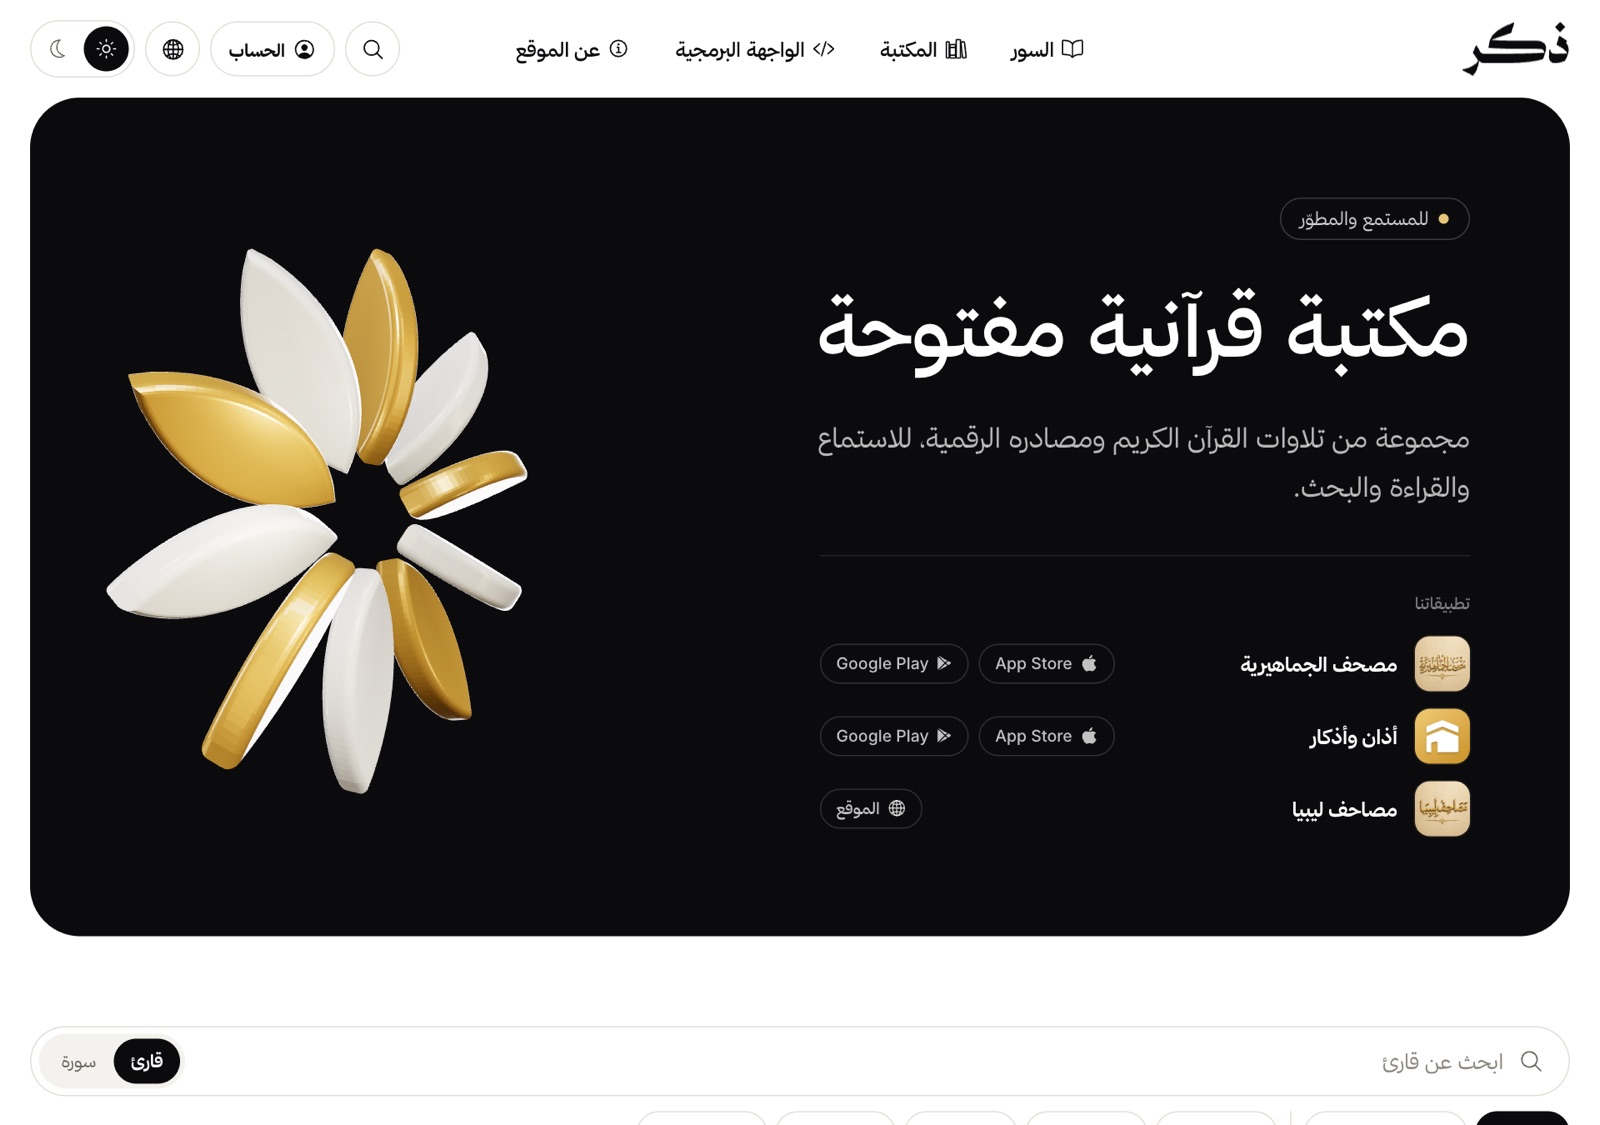 ذكر
السور
المكتبة
الواجهة البرمجية
عن الموقع
الحساب
للمستمع والمطوّر
مكتبة قرآنية مفتوحة
مجموعة من تلاوات القرآن الكريم ومصادره الرقمية، للاستماع
والقراءة والبحث.
تطبيقاتنا
مصحف الجماهيرية
App Store
Google Play
أذان وأذكار
App Store
Google Play
مصاحف ليبيا
الموقع
ابحث عن قارئ
قارئ
سورة